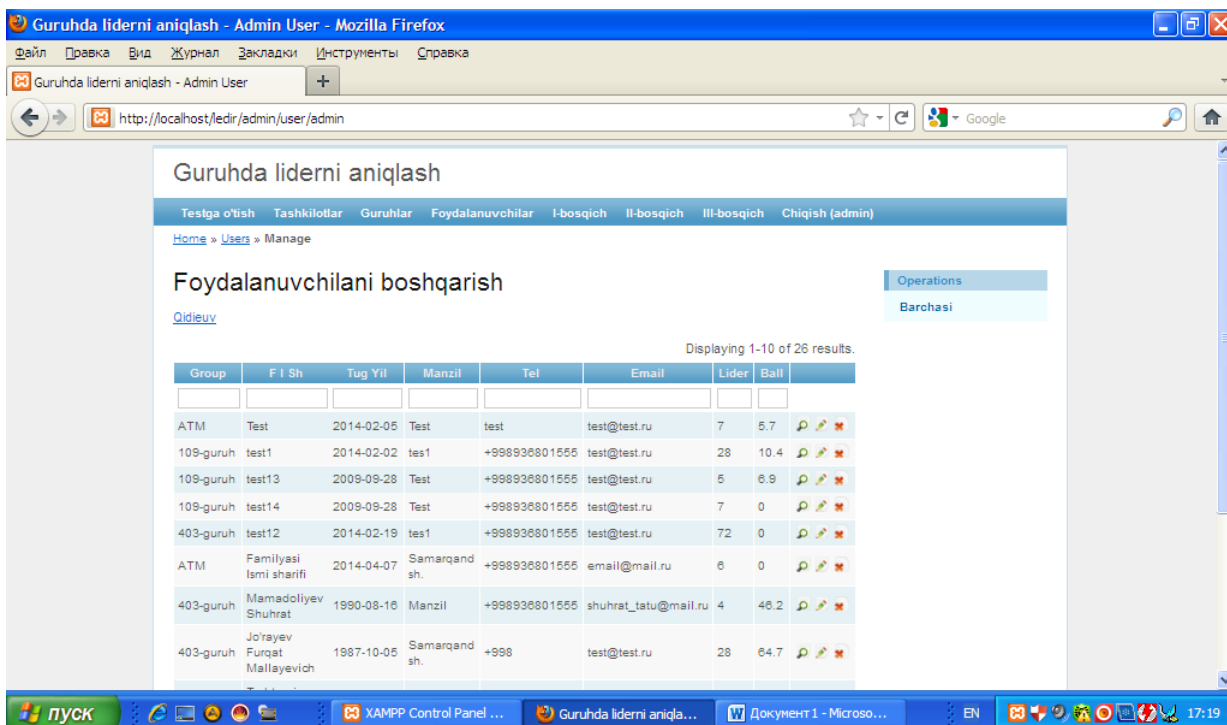 Guruhda liderni aniqlash - Admin User - Mozilla Firefox
Файл Правка Вид Журнал Закладки Инструменты Справка
Guruhda liderni aniqlash - Admin User
http://localhost/ledir/admin/user/admin
Google
Guruhda liderni aniqlash
Testga o'tish Tashkilotlar Guruhlar Foydalanuvchilar I-bosqich II-bosqich III-bosqich Chiqish (admin)
Home » Users » Manage
Foydalanuvchilani boshqarish
Operations
Barchasi
Qidieuv
Displaying 1-10 of 26 results.
Group F I Sh Tug Yil Manzil Tel Email Lider Ball
ATM Test 2014-02-05 Test test test@test.ru 7 5.7
109-guruh test1 2014-02-02 tes1 +998936801555 test@test.ru 28 10.4
109-guruh test13 2009-09-28 Test +998936801555 test@test.ru 5 6.9
109-guruh test14 2009-09-28 Test +998936801555 test@test.ru 7 0
403-guruh test12 2014-02-19 tes1 +998936801555 test@test.ru 72 0
ATM Familyasi Ismi sharifi 2014-04-07 Samarqand sh. +998936801555 email@mail.ru 6 0
403-guruh Mamadoliyev Shuhrat 1990-08-16 Manzil +998936801555 shuhrat_tatu@mail.ru 4 46.2
403-guruh Jo'rayev Furqat Mallayevich 1987-10-05 Samarqand sh. +998 test@test.ru 28 64.7
пуск
XAMPP Control Panel ...
Guruhda liderni aniqla...
Документ1 - Microso...
EN
17:19